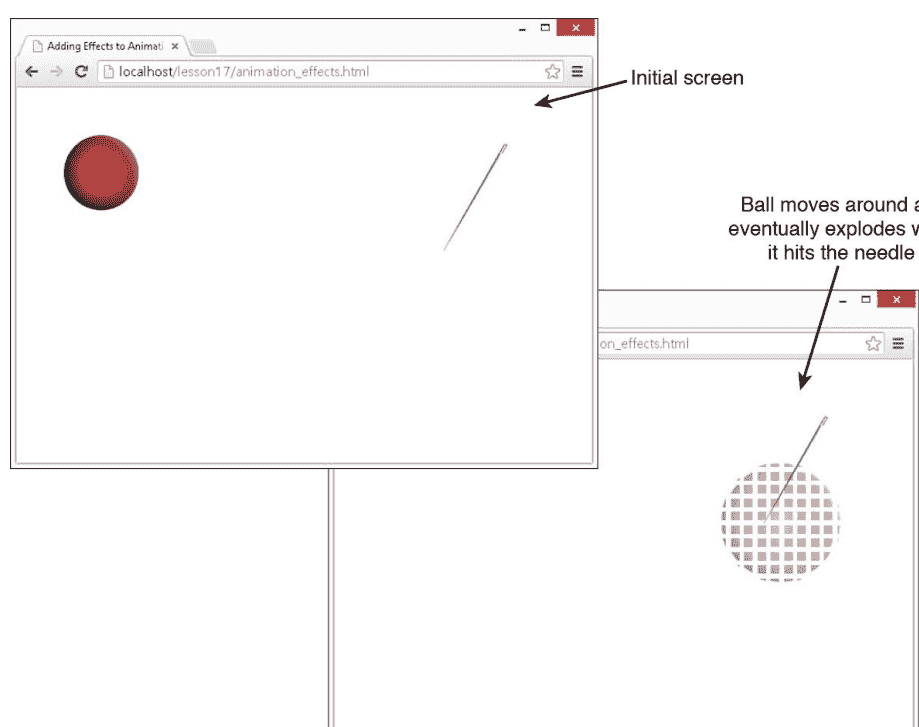 Adding Effects to Animati
localhost/lesson17/animation_effects.html
Initial screen
Ball moves around
eventually explodes
it hits the needle
on_effects.html